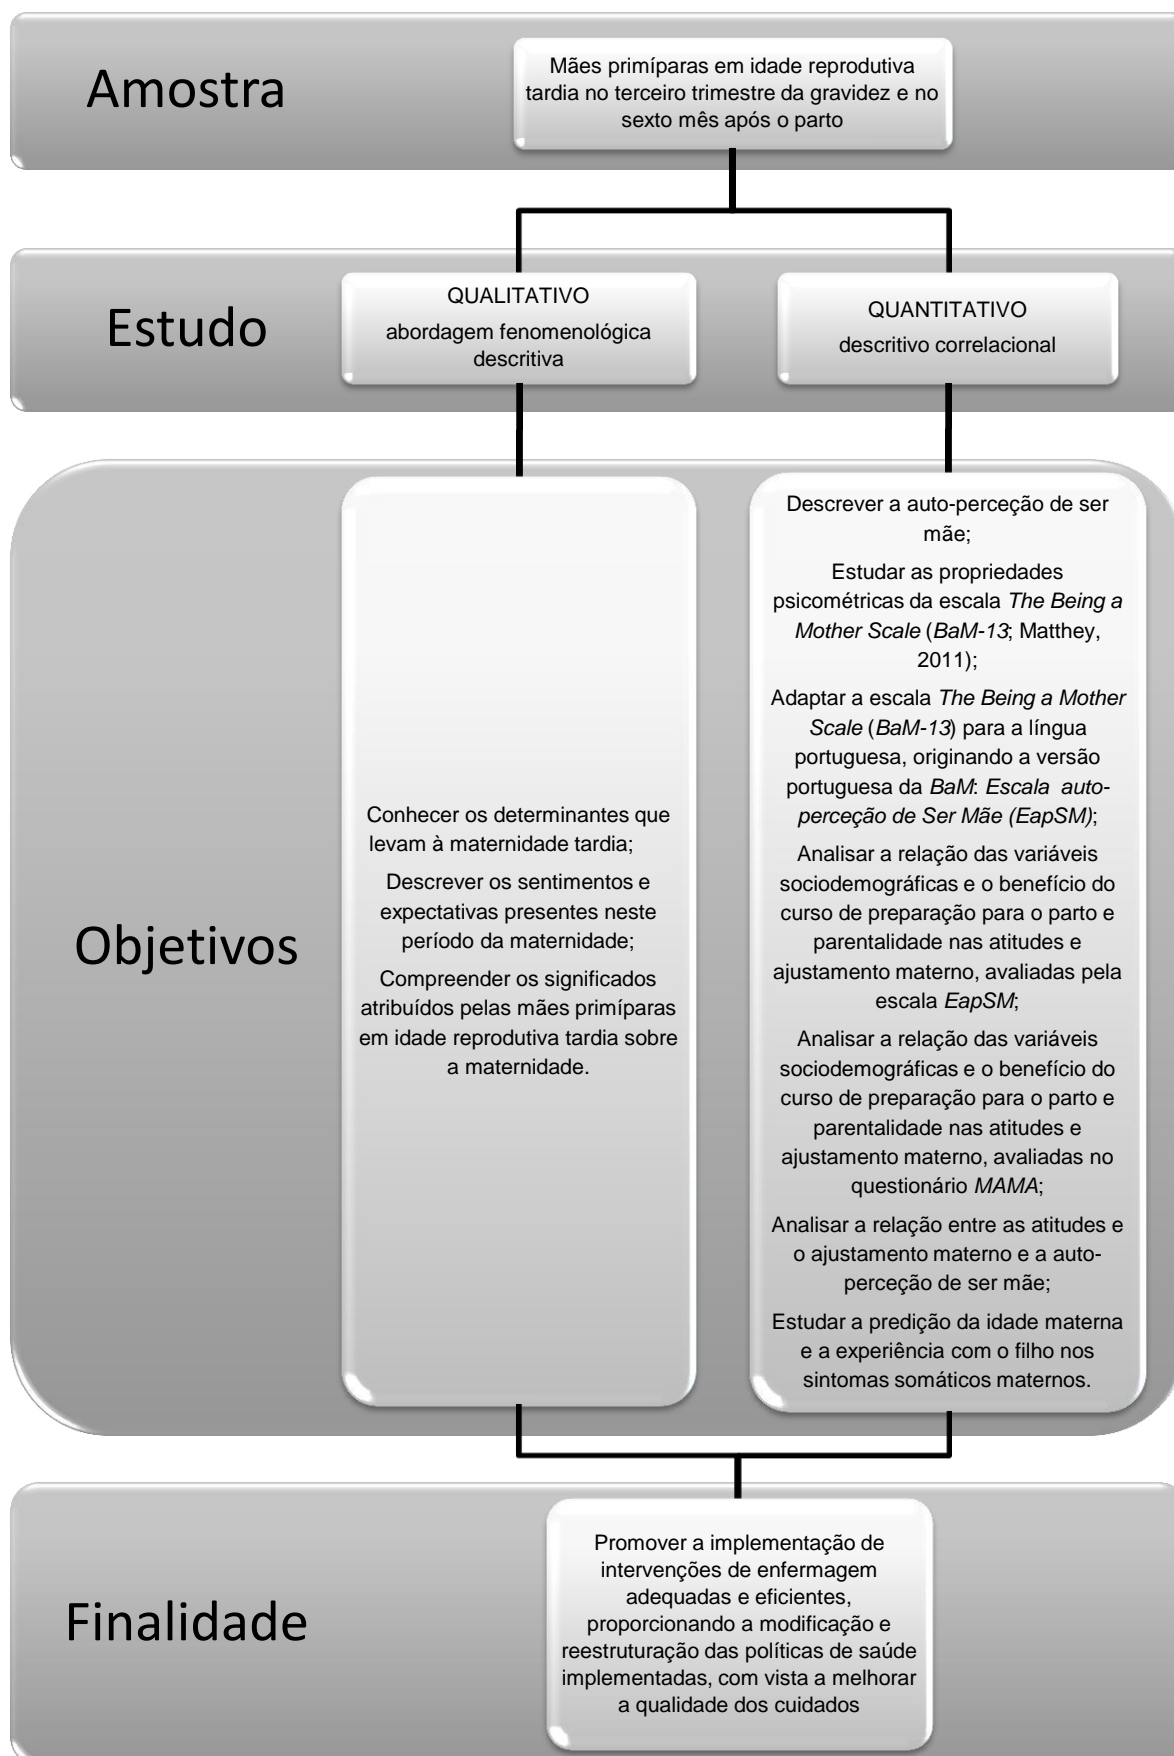 Amostra
Mães primíparas em idade reprodutiva
tardia no terceiro trimestre da gravidez e no
sexto mês após o parto
Estudo
QUALITATIVO
abordagem fenomenológica
descritiva
QUANTITATIVO
descritivo correlacional
Objetivos
Conhecer os determinantes que
levam à maternidade tardia;
Descrever os sentimentos e
expectativas presentes neste
período da maternidade;
Compreender os significados
atribuídos pelas mães primíparas
em idade reprodutiva tardia sobre
a maternidade.
Descrever a auto-perceção de ser
mãe;
Estudar as propriedades
psicométricas da escala The Being a
Mother Scale (BaM-13; Matthey,
2011);
Adaptar a escala The Being a Mother
Scale (BaM-13) para a língua
portuguesa, originando a versão
portuguesa da BaM: Escala auto-
perceção de Ser Mãe (EapSM);
Analisar a relação das variáveis
sociodemográficas e o benefício do
curso de preparação para o parto e
parentalidade nas atitudes e
ajustamento materno, avaliadas pela
escala EapSM;
Analisar a relação das variáveis
sociodemográficas e o benefício do
curso de preparação para o parto e
parentalidade nas atitudes e
ajustamento materno, avaliadas no
questionário MAMA;
Analisar a relação entre as atitudes e
o ajustamento materno e a auto-
perceção de ser mãe;
Estudar a predição da idade materna
e a experiência com o filho nos
sintomas somáticos maternos.
Finalidade
Promover a implementação de
intervenções de enfermagem
adequadas e eficientes,
proporcionando a modificação e
reestruturação das políticas de saúde
implementadas, com vista a melhorar
a qualidade dos cuidados